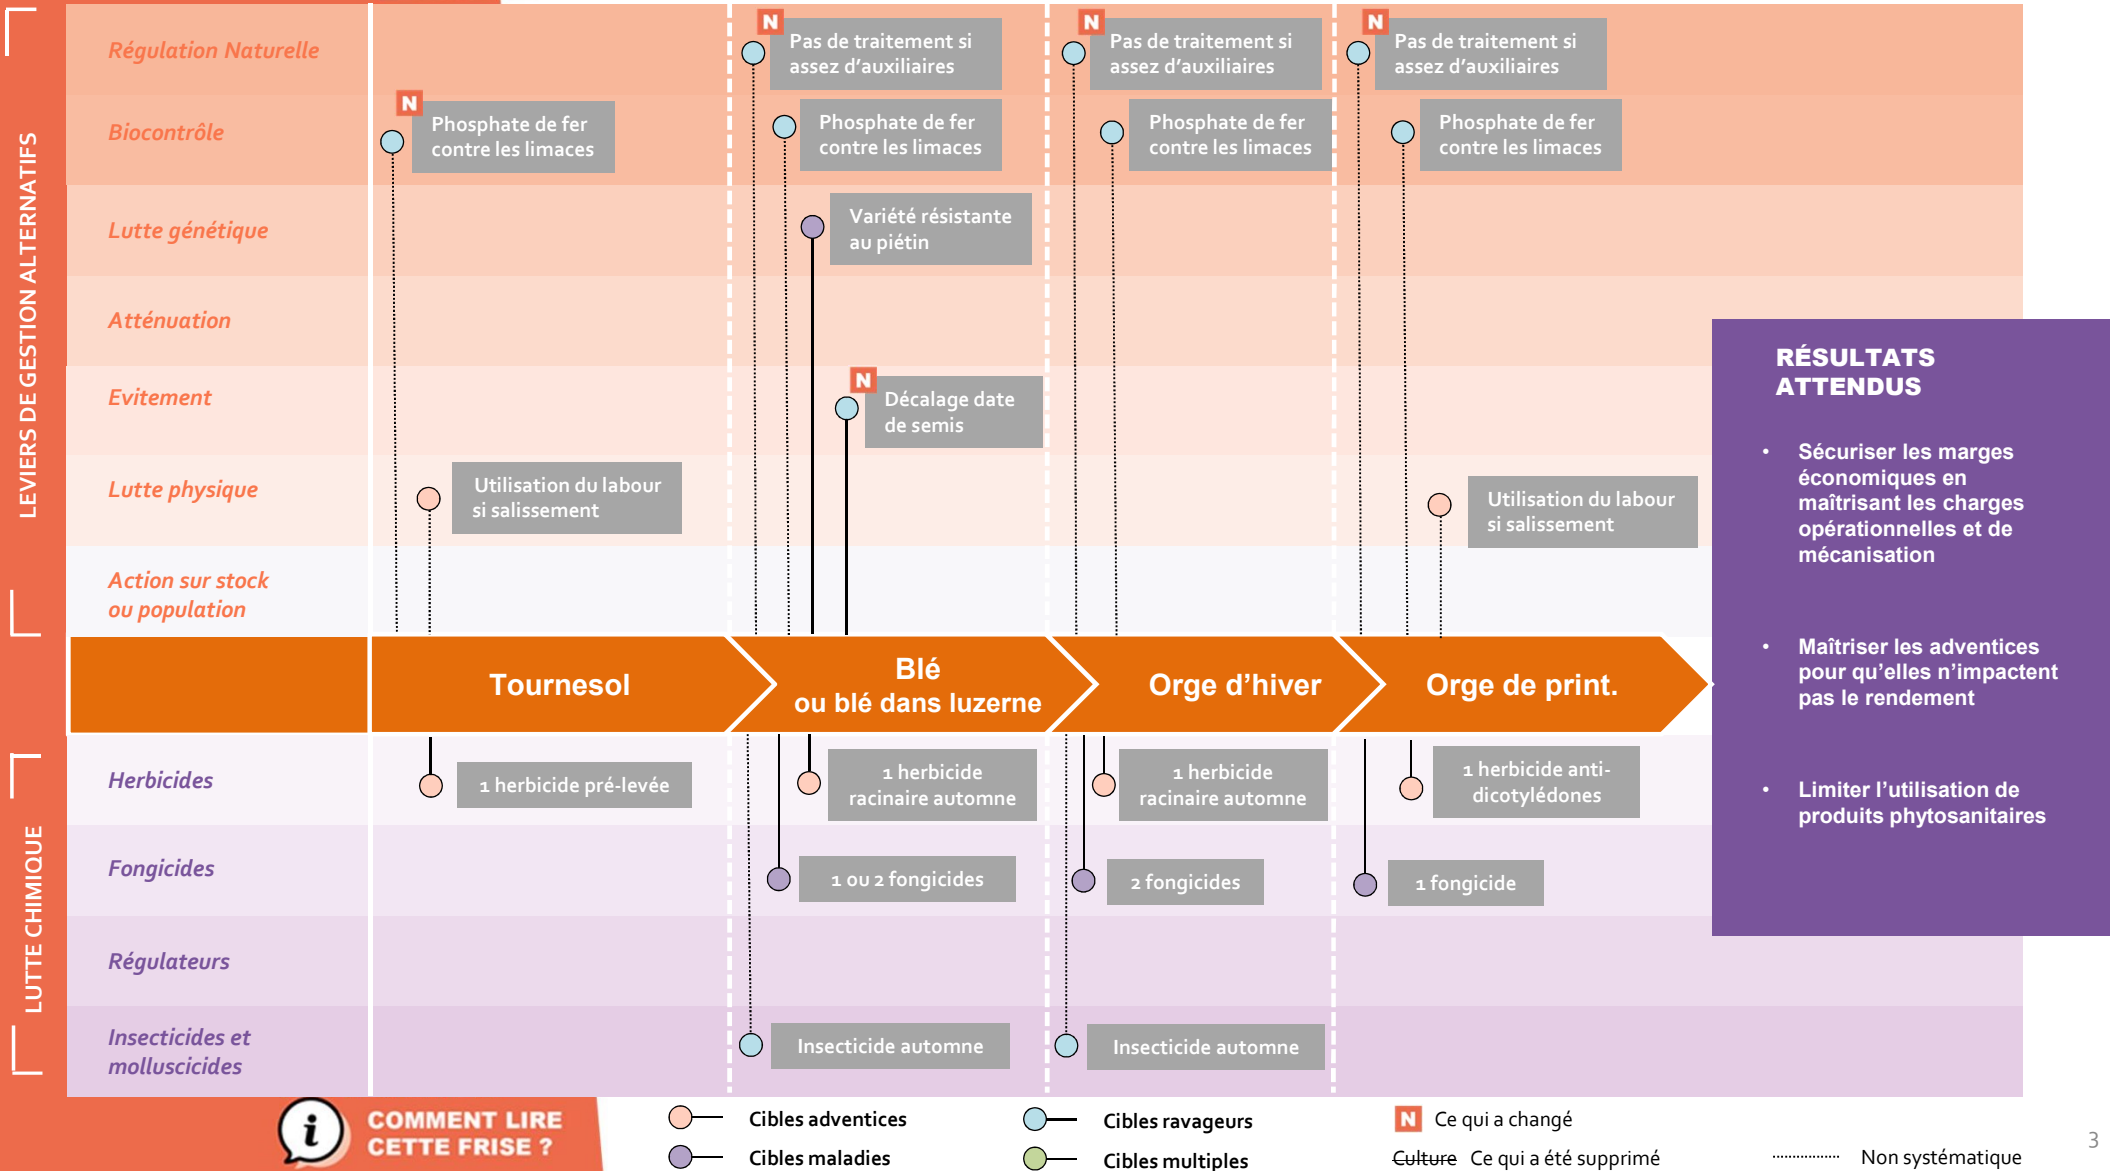 LEVIERS DE GESTION ALTERNATIFS
Régulation Naturelle
N
Pas de traitement si
assez d’auxiliaires
N
Pas de traitement si
assez d’auxiliaires
N
Pas de traitement si
assez d’auxiliaires
Biocontrôle
N
Phosphate de fer
contre les limaces
Phosphate de fer
contre les limaces
Phosphate de fer
contre les limaces
Phosphate de fer
contre les limaces
Lutte génétique
Variété résistante
au piétin
Atténuation
Evitement
N
Décalage date
de semis
Lutte physique
Utilisation du labour
si salissement
Utilisation du labour
si salissement
Action sur stock
ou population
Tournesol
Blé
ou blé dans luzerne
Orge d’hiver
Orge de print.
LUTTE CHIMIQUE
Herbicides
1 herbicide pré-levée
1 herbicide
racinaire automne
1 herbicide
racinaire automne
1 herbicide anti-
dicotylédones
Fongicides
1 ou 2 fongicides
2 fongicides
1 fongicide
Régulateurs
Insecticides et
molluscicides
Insecticide automne
Insecticide automne
RÉSULTATS
ATTENDUS
• Sécuriser les marges
économiques en
maîtrisant les charges
opérationnelles et de
mécanisation
• Maîtriser les adventices
pour qu’elles n’impactent
pas le rendement
• Limiter l’utilisation de
produits phytosanitaires
i
COMMENT LIRE
CETTE FRISE ?
Cibles adventices
Cibles maladies
Cibles ravageurs
Cibles multiples
N Ce qui a changé
Culture Ce qui a été supprimé
Non systématique
3